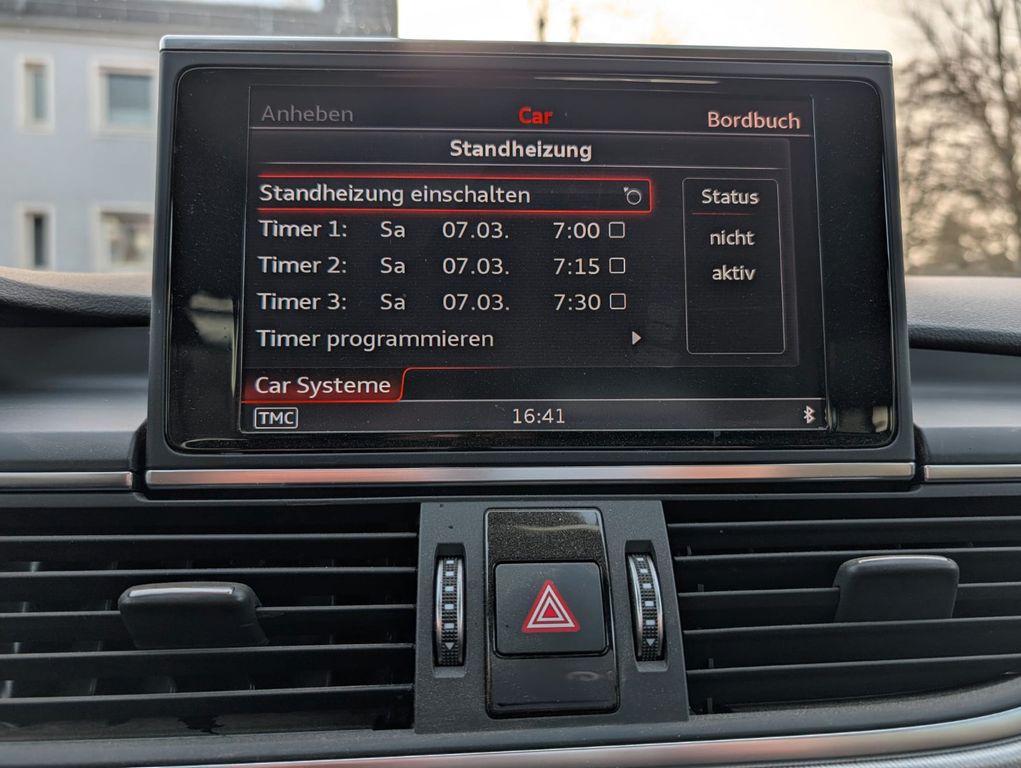 Anheben Car Bordbuch
Standheizung
Standheizung einschalten
Timer 1: Sa 07.03. 7:00
Timer 2: Sa 07.03. 7:15
Timer 3: Sa 07.03. 7:30
Timer programmieren
Status
nicht
aktiv
Car Systeme
TMC 16:41